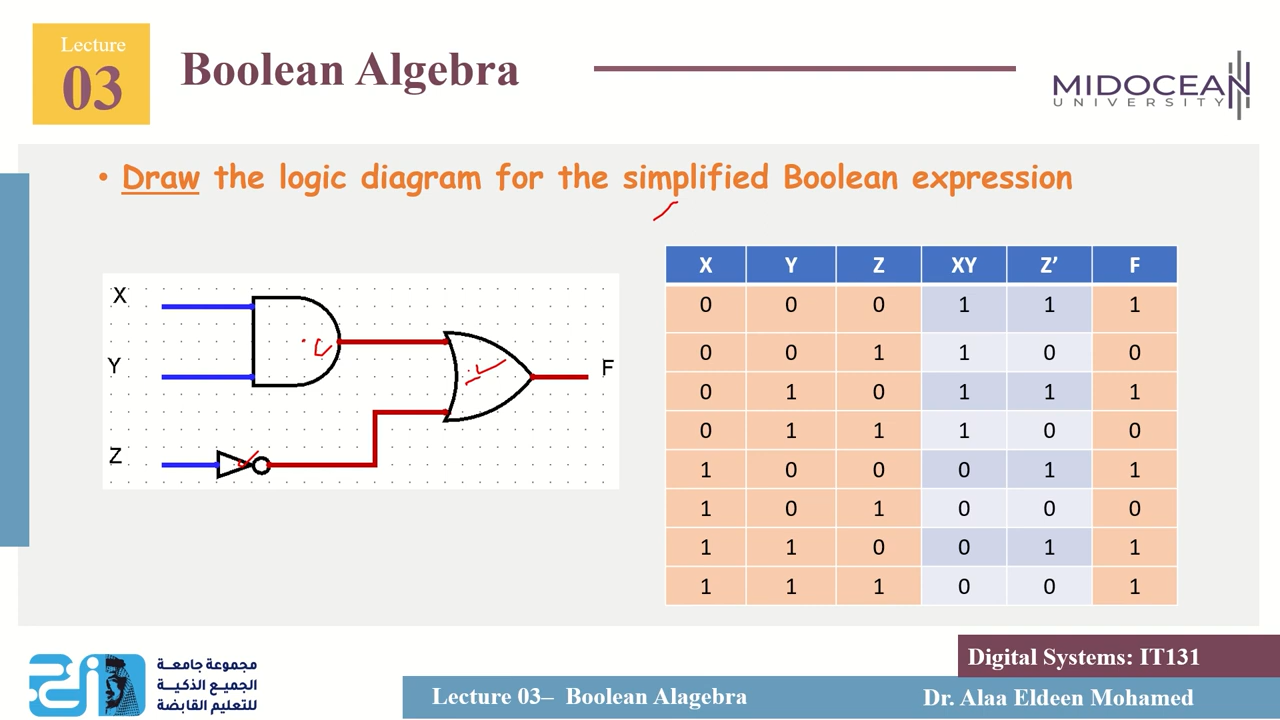 Lecture
03
Boolean Algebra
MIDOCEAN
UNIVERSITY
• Draw the logic diagram for the simplified Boolean expression
X
Y
Z
F
X Y Z XY Z’ F
0 0 0 1 1 1
0 0 1 1 0 0
0 1 0 1 1 1
0 1 1 1 0 0
1 0 0 0 1 1
1 0 1 0 0 0
1 1 0 0 1 1
1 1 1 0 0 1
مجموعة جامعة
الجميع الذكية
للتعليم القابضة
Digital Systems: IT131
Lecture 03– Boolean Alagebra
Dr. Alaa Eldeen Mohamed